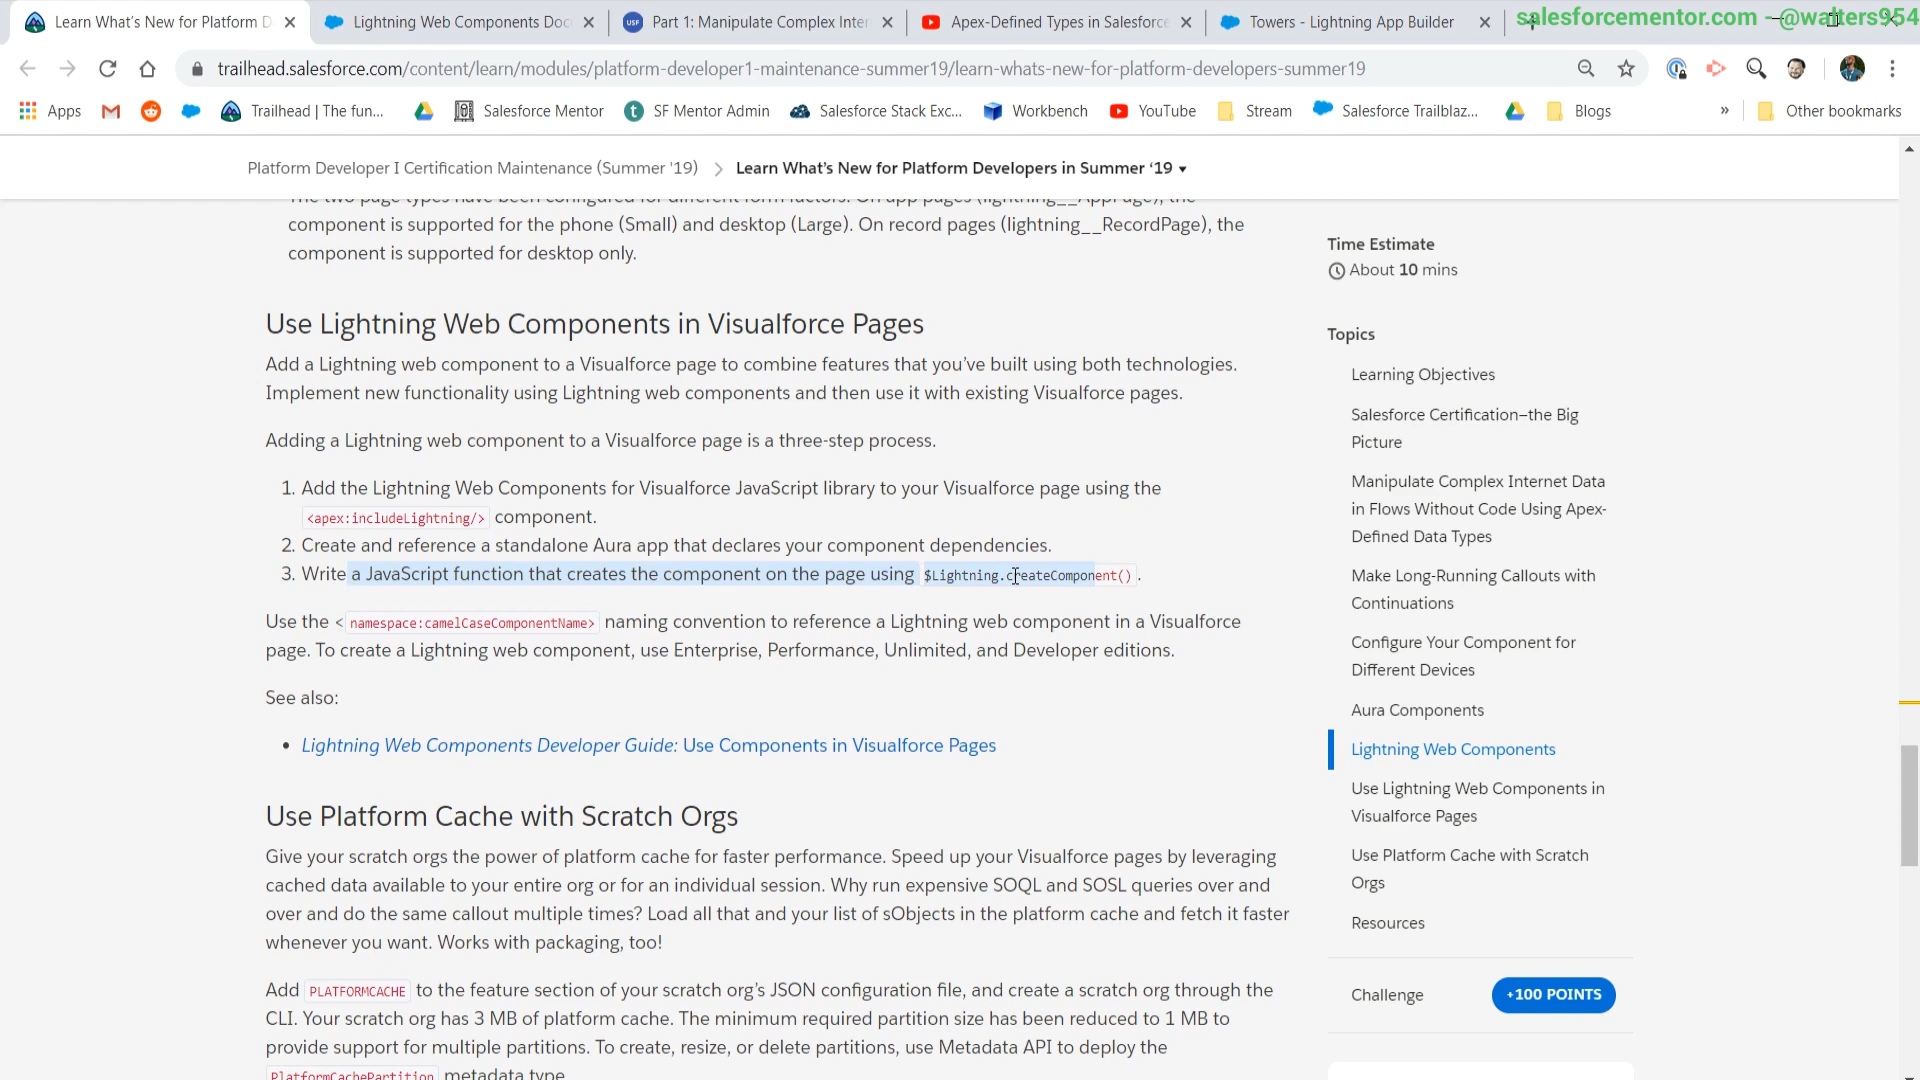 Learn What's New for Platform D
Lightning Web Components Doc
Part 1: Manipulate Complex Inter
Apex-Defined Types in Salesforce
Towers - Lightning App Builder
salesforcementor.com - @walters954
trailhead.salesforce.com/content/learn/modules/platform-developer1-maintenance-summer19/learn-whats-new-for-platform-developers-summer19
Apps
Trailhead | The fun...
Salesforce Mentor
SF Mentor Admin
Salesforce Stack Exc...
Workbench
YouTube
Stream
Salesforce Trailblaz...
Blogs
»
Other bookmarks
Platform Developer I Certification Maintenance (Summer '19)
Learn What's New for Platform Developers in Summer '19
The two page types have been configured for different form factors. On app pages (lightning__AppPage), the
component is supported for the phone (Small) and desktop (Large). On record pages (lightning__RecordPage), the
component is supported for desktop only.
Use Lightning Web Components in Visualforce Pages
Add a Lightning web component to a Visualforce page to combine features that you've built using both technologies.
Implement new functionality using Lightning web components and then use it with existing Visualforce pages.
Adding a Lightning web component to a Visualforce page is a three-step process.
1. Add the Lightning Web Components for Visualforce JavaScript library to your Visualforce page using the
<apex:includeLightning/> component.
2. Create and reference a standalone Aura app that declares your component dependencies.
3. Write a JavaScript function that creates the component on the page using $Lightning.createComponent() .
Use the < namespace:camelCaseComponentName> naming convention to reference a Lightning web component in a Visualforce
page. To create a Lightning web component, use Enterprise, Performance, Unlimited, and Developer editions.
See also:
• Lightning Web Components Developer Guide: Use Components in Visualforce Pages
Use Platform Cache with Scratch Orgs
Give your scratch orgs the power of platform cache for faster performance. Speed up your Visualforce pages by leveraging
cached data available to your entire org or for an individual session. Why run expensive SOQL and SOSL queries over and
over and do the same callout multiple times? Load all that and your list of sObjects in the platform cache and fetch it faster
whenever you want. Works with packaging, too!
Add PLATFORMCACHE to the feature section of your scratch org's JSON configuration file, and create a scratch org through the
CLI. Your scratch org has 3 MB of platform cache. The minimum required partition size has been reduced to 1 MB to
provide support for multiple partitions. To create, resize, or delete partitions, use Metadata API to deploy the
PlatformCachePartition metadata type
Time Estimate
About 10 mins
Topics
Learning Objectives
Salesforce Certification—the Big
Picture
Manipulate Complex Internet Data
in Flows Without Code Using Apex-
Defined Data Types
Make Long-Running Callouts with
Continuations
Configure Your Component for
Different Devices
Aura Components
Lightning Web Components
Use Lightning Web Components in
Visualforce Pages
Use Platform Cache with Scratch
Orgs
Resources
Challenge
+100 POINTS